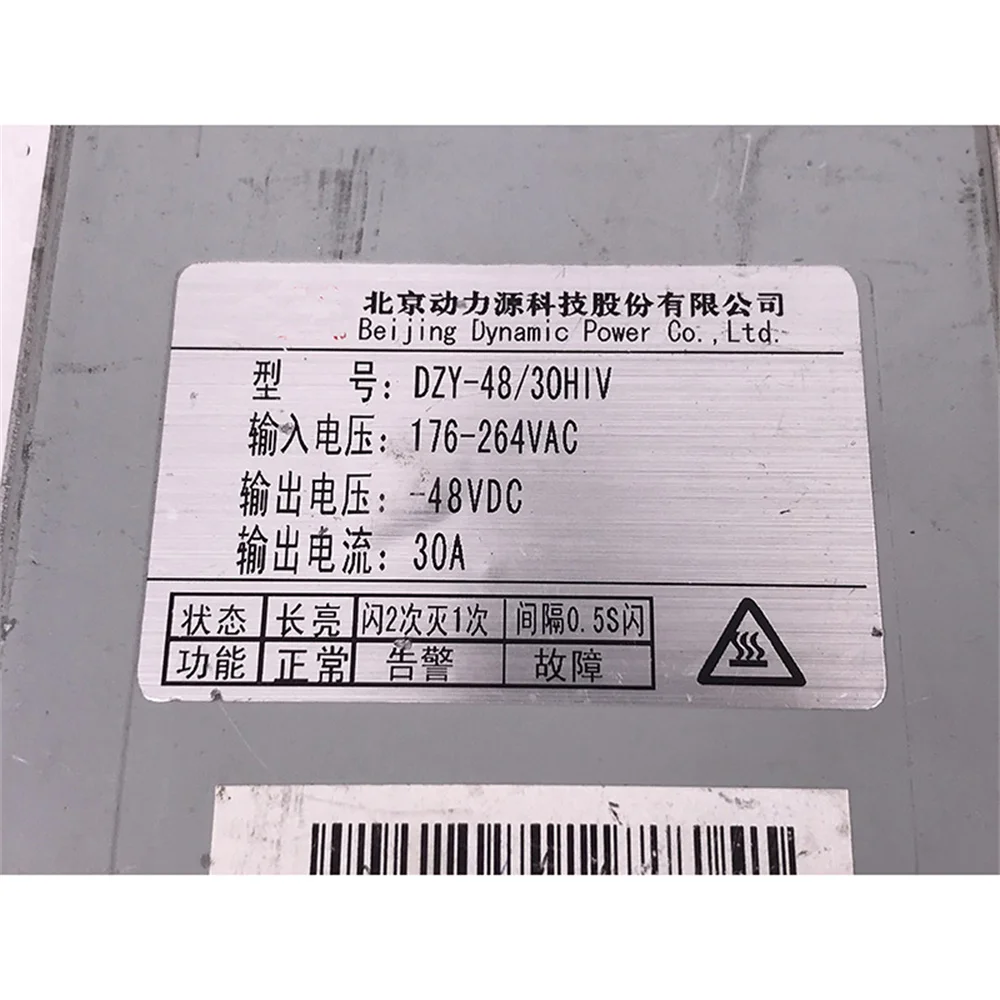 北京动力源科技股份有限公司
Beijing Dynamic Power Co.,Ltd.
型 号: DZY-48/30HIV
输入电压: 176-264VAC
输出电压: -48VDC
输出电流: 30A
状态 长亮 闪2次灭1次 间隔0.5S闪
功能 正常 告警 故障